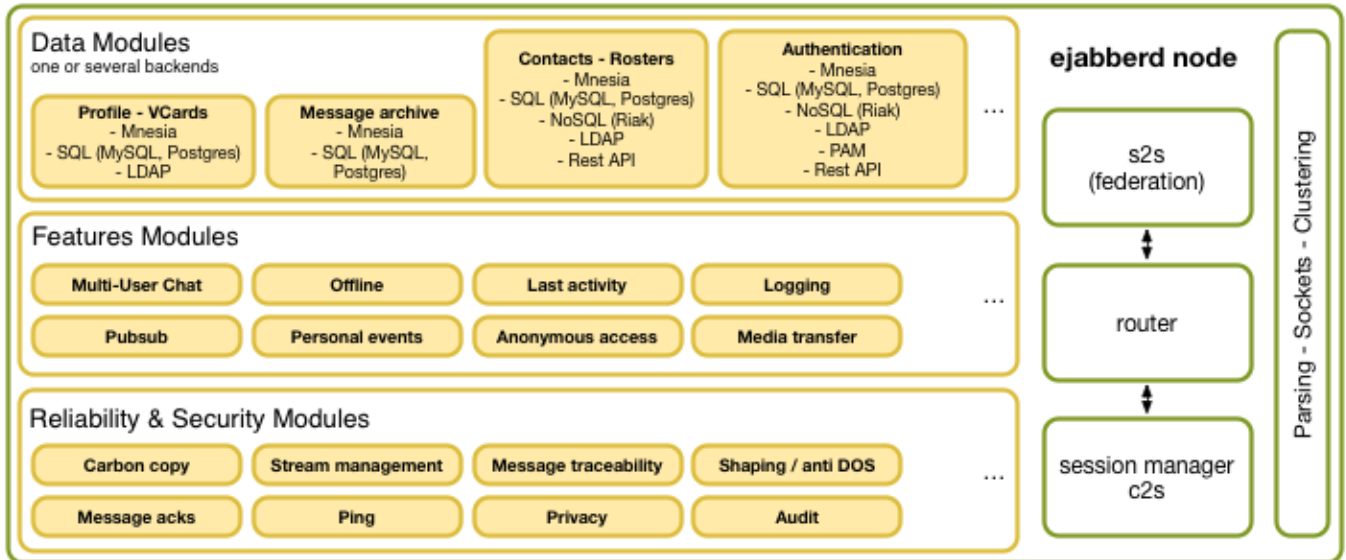 Data Modules
one or several backends
Profile - VCards
- Mnesia
- SQL (MySQL, Postgres)
- LDAP
Message archive
- Mnesia
- SQL (MySQL,
Postgres)
Contacts - Rosters
- Mnesia
- SQL (MySQL, Postgres)
- NoSQL (Riak)
- LDAP
- Rest API
Authentication
- Mnesia
- SQL (MySQL, Postgres)
- NoSQL (Riak)
- LDAP
- PAM
- Rest API
...
Features Modules
Multi-User Chat
Offline
Last activity
Logging
Pubsub
Personal events
Anonymous access
Media transfer
...
Reliability & Security Modules
Carbon copy
Stream management
Message traceability
Shaping / anti DOS
Message acks
Ping
Privacy
Audit
...
ejabberd node
s2s
(federation)
router
session manager
c2s
Parsing - Sockets - Clustering